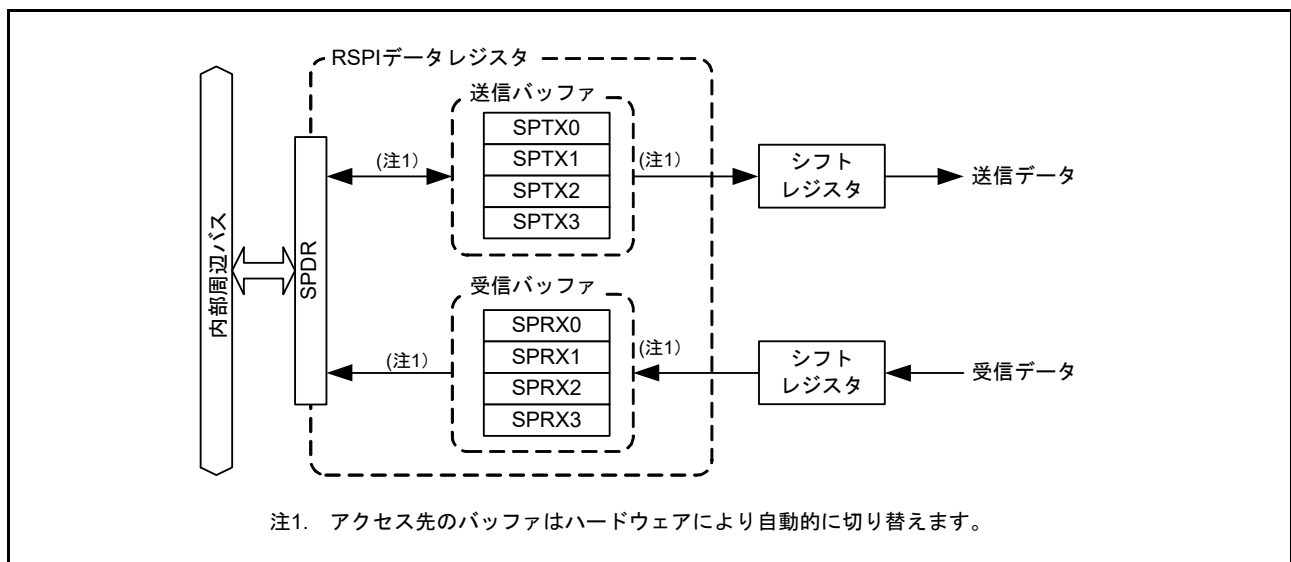 RSPIデータレジスタ
送信バッファ
SPTX0
SPTX1
SPTX2
SPTX3
(注1)
(注1)
シフト
レジスタ
送信データ
内部周辺バス
SPDR
受信バッファ
SPRX0
SPRX1
SPRX2
SPRX3
(注1)
(注1)
シフト
レジスタ
受信データ
注1. アクセス先のバッファはハードウェアにより自動的に切り替えます。